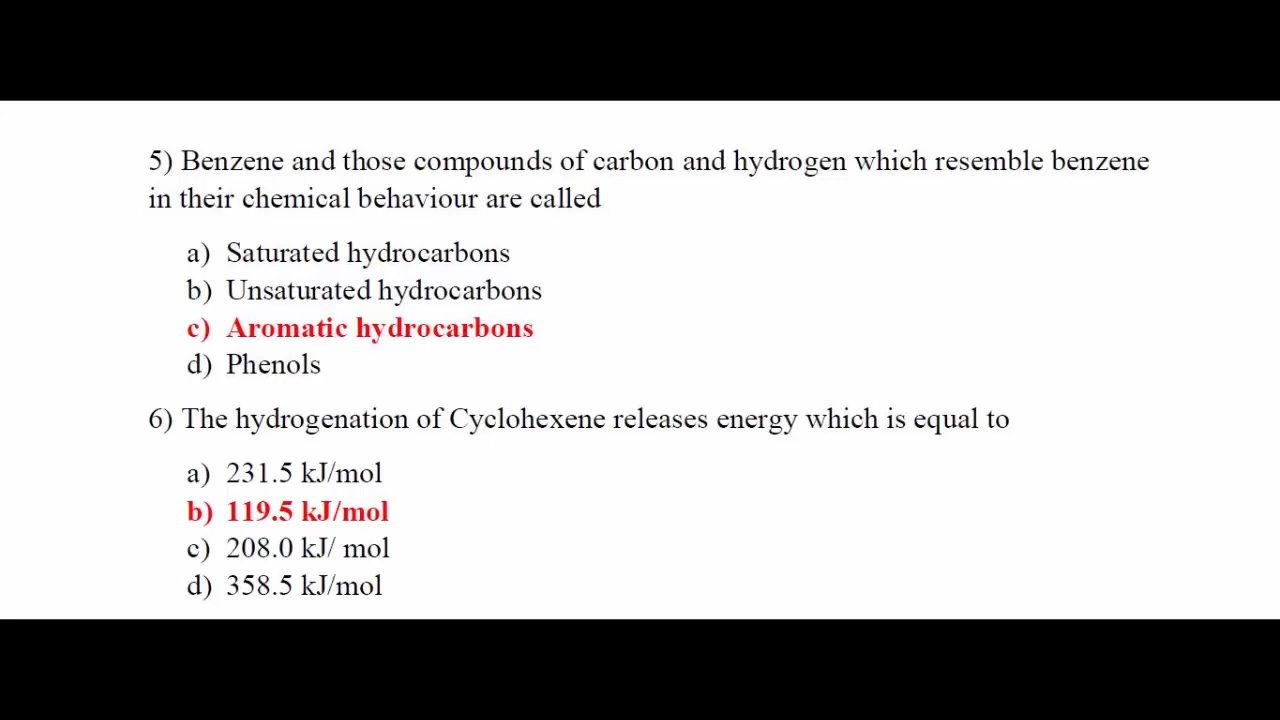 5) Benzene and those compounds of carbon and hydrogen which resemble benzene
in their chemical behaviour are called
a) Saturated hydrocarbons
b) Unsaturated hydrocarbons
c) Aromatic hydrocarbons
d) Phenols
6) The hydrogenation of Cyclohexene releases energy which is equal to
a) 231.5 kJ/mol
b) 119.5 kJ/mol
c) 208.0 kJ/ mol
d) 358.5 kJ/mol